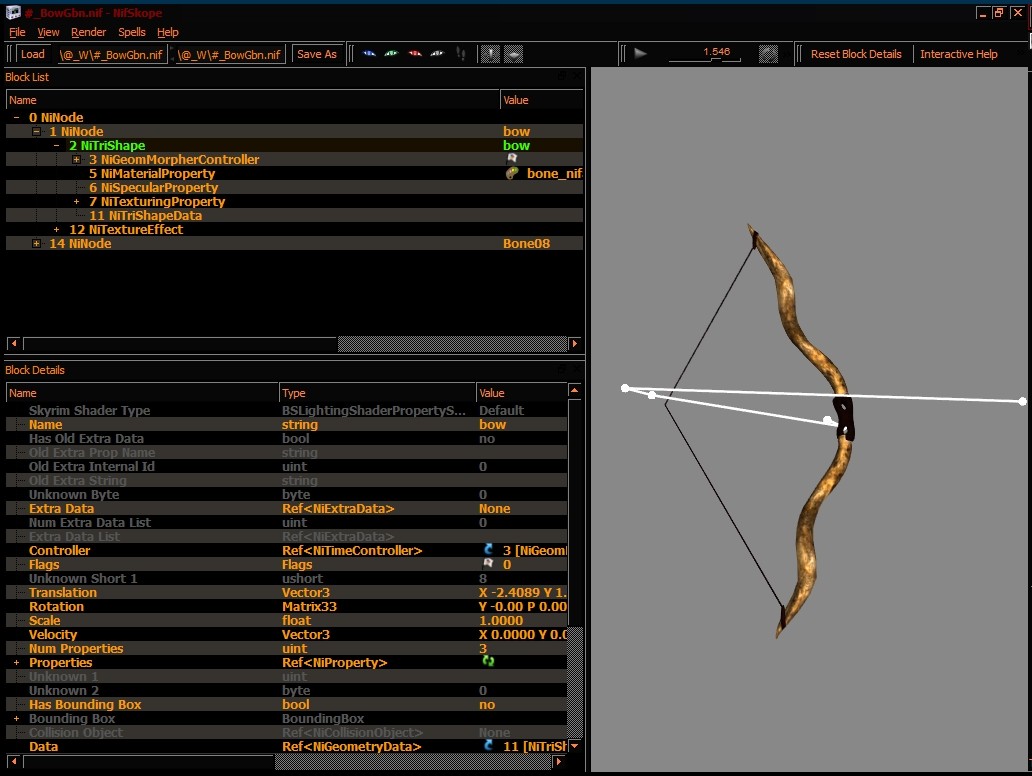 #_BowGbn.nif - NifSkope
File View Render Spells Help
Load \@_W\#_BowGbn.nif \@_W\#_BowGbn.nif Save As 1.546 Reset Block Details Interactive Help
Block List
Name Value
0 NiNode
1 NiNode bow
2 NiTriShape bow
3 NiGeomMorpherController
5 NiMaterialProperty bone_nif
6 NiSpecularProperty
7 NiTexturingProperty
11 NiTriShapeData
12 NiTextureEffect
14 NiNode Bone08
Block Details
Name Type Value
Skyrim Shader Type BSLightingShaderPropertyS... Default
Name string bow
Has Old Extra Data bool no
Old Extra Prop Name string
Old Extra Internal Id uint 0
Old Extra String string
Unknown Byte byte 0
Extra Data Ref<NiExtraData> None
Num Extra Data List uint 0
Extra Data List Ref<NiExtraData>
Controller Ref<NiTimeController> 3 [NiGeom
Flags Flags 0
Unknown Short 1 ushort 8
Translation Vector3 X -2.4089 Y 1.
Rotation Matrix33 Y -0.00 P 0.00
Scale float 1.0000
Velocity Vector3 X 0.0000 Y 0.0
Num Properties uint 3
Properties Ref<NiProperty>
Unknown 1 uint
Unknown 2 byte 0
Has Bounding Box bool no
Bounding Box BoundingBox
Collision Object Ref<NiCollisionObject> None
Data Ref<NiGeometryData> 11 [NiTriSh